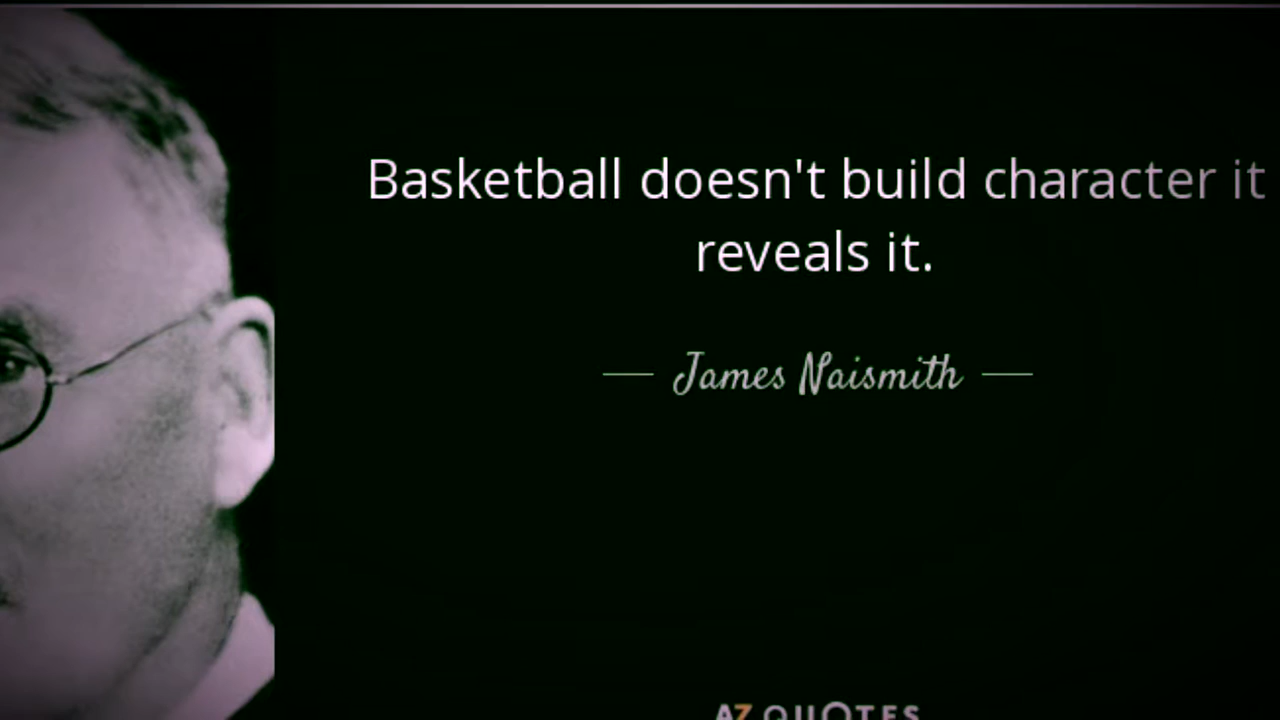 Basketball doesn't build character it
reveals it.
James Naismith
AZ QUOTES